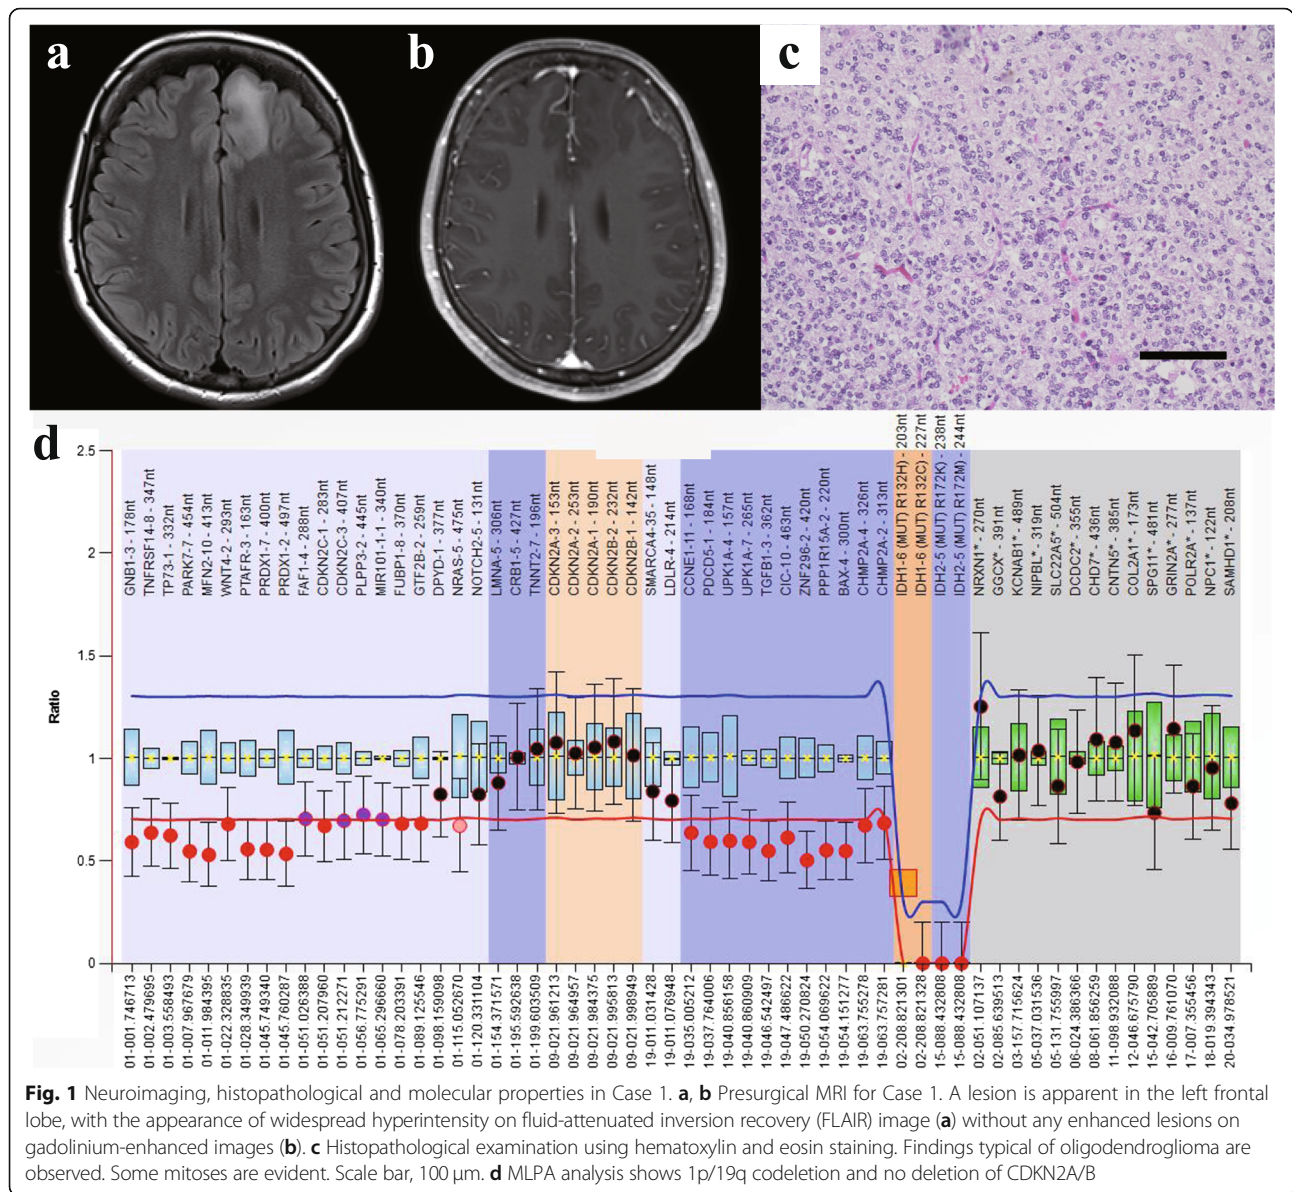 a
b
c
d
Ratio
2.5
2
1.5
1
0.5
0
GNB1-3 - 178nt
TNFRSF14-8 - 347nt
TP73-1 - 332nt
PARK7-7 - 454nt
MFN2-10 - 413nt
WNT4-2 - 293nt
PTAFR-3 - 163nt
PRDX1-7 - 400nt
PRDX1-2 - 497nt
FAF1-4 - 288nt
CDKN2C-1 - 283nt
CDKN2C-3 - 407nt
PLPP3-2 - 445nt
MIR101-1-1 - 340nt
FUBP1-8 - 370nt
GTF2B-2 - 259nt
DPYD-1 - 377nt
NRAS-5 - 475nt
NOTCH2-5 - 131nt
LMNA-5 - 306nt
CRB1-5 - 427nt
TNNT2-7 - 196nt
CDKN2A-3 - 153nt
CDKN2A-2 - 253nt
CDKN2A-1 - 190nt
CDKN2B-2 - 232nt
CDKN2B-1 - 142nt
SMARCA4-35 - 148nt
LDLR-4 - 214nt
CCNE1-11 - 168nt
PDCD5-1 - 184nt
UPK1A-4 - 157nt
UPK1A-7 - 265nt
TGFB1-3 - 362nt
CIC-10 - 463nt
ZNF296-2 - 420nt
PPP1R15A-2 - 220nt
BAX-4 - 300nt
CHMP2A-4 - 326nt
CHMP2A-2 - 313nt
IDH1-6 (MUT) R132H) - 203nt
IDH1-6 (MUT) R132C) - 227nt
IDH2-5 (MUT) R172K) - 238nt
IDH2-5 (MUT) R172M) - 244nt
NRXN1* - 270nt
GGCX* - 391nt
KCNAB1* - 489nt
NIPBL* - 319nt
SLC22A5* - 504nt
DCDC2* - 355nt
CHD7* - 436nt
CNTN5* - 385nt
COL2A1* - 173nt
SPG11* - 481nt
GRIN2A* - 277nt
POLR2A* - 137nt
NPC1* - 122nt
SAMHD1* - 208nt
01-001.746713
01-002.479695
01-003.558493
01-007.967679
01-011.984395
01-022.328835
01-028.349948
01-045.749340
01-045.760287
01-051.026388
01-051.207960
01-051.212271
01-056.775291
01-065.296660
01-078.203391
01-089.125546
01-098.159098
01-115.052670
01-120.331104
01-154.371571
01-195.592638
01-199.603509
09-021.961213
09-021.964957
09-021.984375
09-021.995813
09-021.998949
19-011.031428
19-011.076948
19-035.005212
19-037.764006
19-040.856158
19-040.860909
19-046.542497
19-047.486622
19-050.270824
19-054.069622
19-054.151277
19-063.755278
19-063.757281
02-208.821301
02-208.821328
15-088.432808
15-088.432808
02-051.107137
02-085.639513
03-157.715624
05-037.031536
05-131.755997
06-024.386366
08-061.856259
11-098.932088
12-046.675790
15-042.705889
16-009.761070
17-007.355456
18-019.394343
20-034.978521
Fig. 1 Neuroimaging, histopathological and molecular properties in Case 1. a, b Presurgical MRI for Case 1. A lesion is apparent in the left frontal
lobe, with the appearance of widespread hyperintensity on fluid-attenuated inversion recovery (FLAIR) image (a) without any enhanced lesions on
gadolinium-enhanced images (b). c Histopathological examination using hematoxylin and eosin staining. Findings typical of oligodendroglioma are
observed. Some mitoses are evident. Scale bar, 100 μm. d MLPA analysis shows 1p/19q codeletion and no deletion of CDKN2A/B